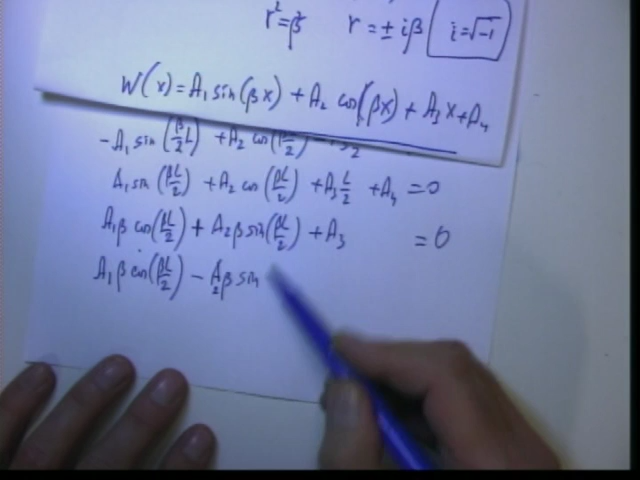 r²=β² r = ± iβ i=√-1
W(x) = A₁ sin(βx) + A₂ cos(βx) + A₃x + A₄
-A₁ sin(β/2 L) + A₂ cos(
A₁ sin(βL/2) + A₂ cos(βL/2) + A₃ L/2 + A₄ = 0
A₁β cos(βL/2) + A₂β sin(βL/2) + A₃ = 0
A₁β cos(βL/2) - A₂β sin